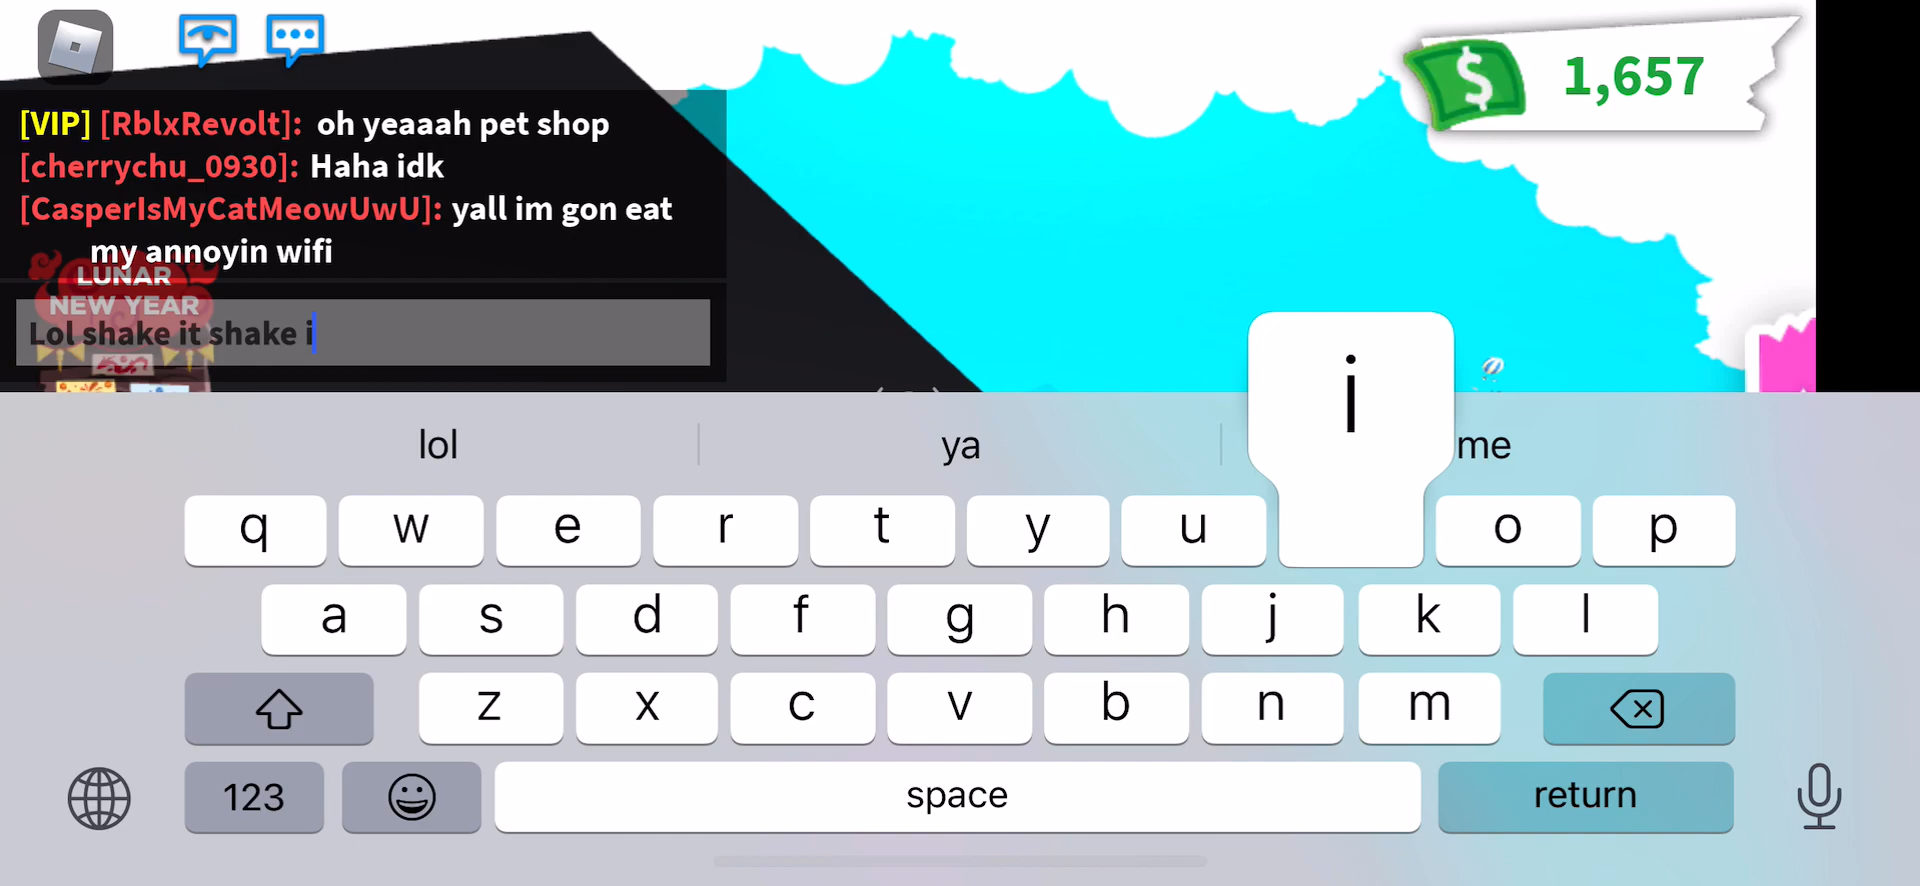 1,657
[VIP] [RblxRevolt]: oh yeaaah pet shop
[cherrychu_0930]: Haha idk
[CasperIsMyCatMeowUwU]: yall im gon eat
my annoyin wifi
LUNAR
NEW YEAR
Lol shake it shake i
i
lol ya me
q w e r t y u o p
a s d f g h j k l
z x c v b n m
123 space return